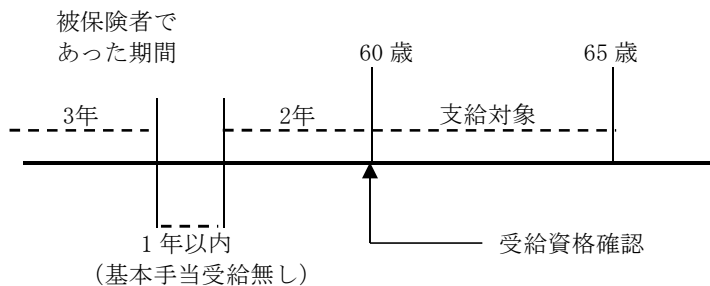 被保険者で
あった期間
60 歳
65 歳
3年
2年
支給対象
1 年以内
（基本手当受給無し）
受給資格確認